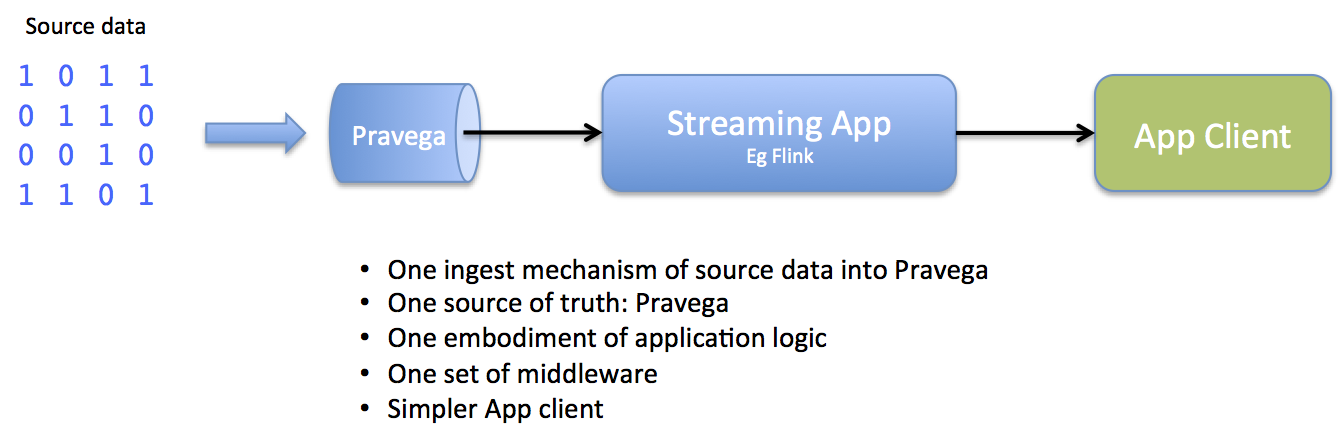 Source data
1 0 1 1
0 1 1 0
0 0 1 0
1 1 0 1
Pravega
Streaming App
Eg Flink
App Client
• One ingest mechanism of source data into Pravega
• One source of truth: Pravega
• One embodiment of application logic
• One set of middleware
• Simpler App client